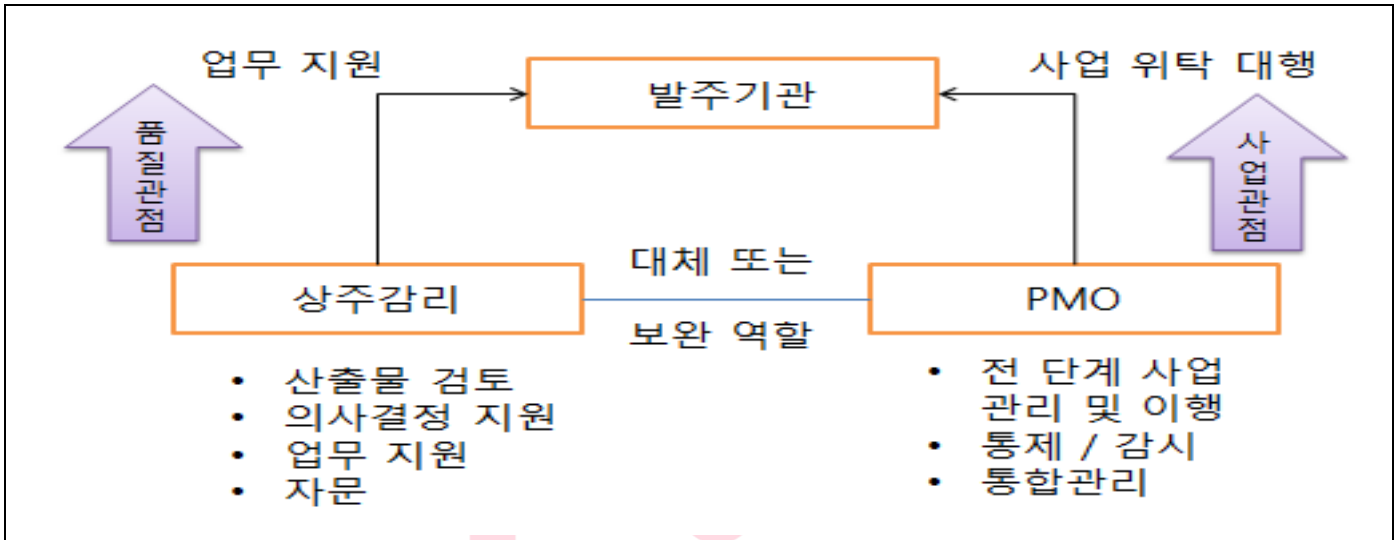 업무 지원
사업 위탁 대행
발주기관
품질관점
사업관점
대체 또는
상주감리
PMO
보완 역할
• 산출물 검토
• 의사결정 지원
• 업무 지원
• 자문
• 전 단계 사업
관리 및 이행
• 통제 / 감시
• 통합관리